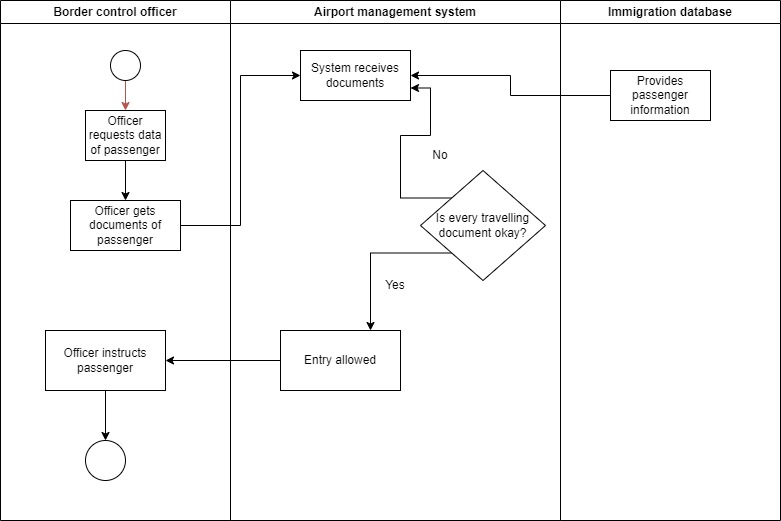 Border control officer
Airport management system
Immigration database
System receives
documents
Provides
passenger
information
Officer
requests data
of passenger
No
Officer gets
documents of
passenger
Is every travelling
document okay?
Yes
Officer instructs
passenger
Entry allowed